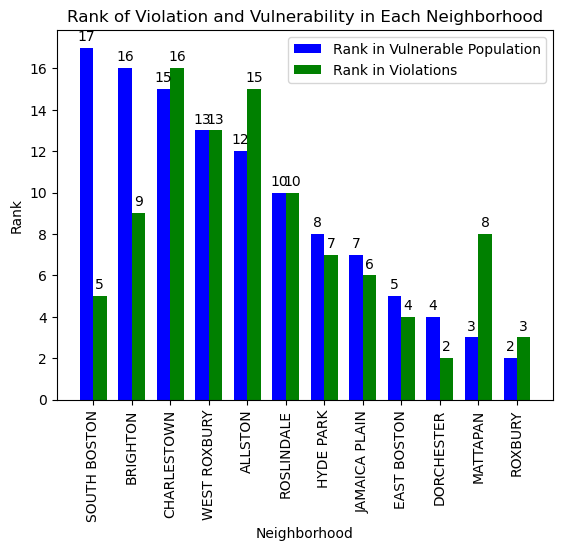 Rank of Violation and Vulnerability in Each Neighborhood
Rank in Vulnerable Population
Rank in Violations
Rank
16
14
12
10
8
6
4
2
0
17 5
16 9
15 16
13 13
12 15
10 10
8 7
7 6
5 4
4 2
3 8
2 3
SOUTH BOSTON
BRIGHTON
CHARLESTOWN
WEST ROXBURY
ALLSTON
ROSLINDALE
HYDE PARK
JAMAICA PLAIN
EAST BOSTON
DORCHESTER
MATTAPAN
ROXBURY
Neighborhood